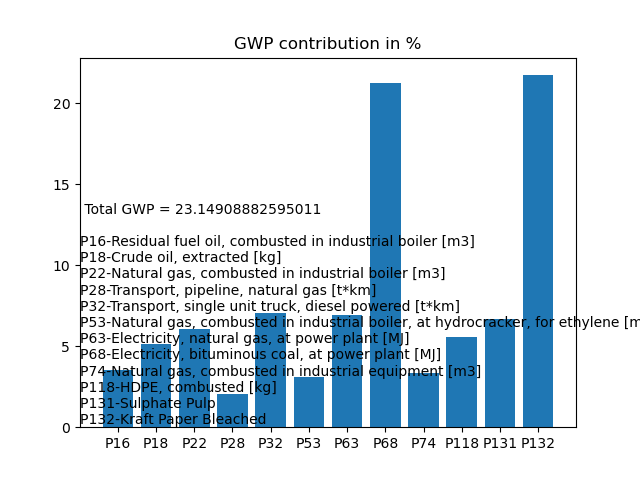 GWP contribution in %
20
15
10
5
0
Total GWP = 23.14908882595011
P16-Residual fuel oil, combusted in industrial boiler [m3]
P18-Crude oil, extracted [kg]
P22-Natural gas, combusted in industrial boiler [m3]
P28-Transport, pipeline, natural gas [t*km]
P32-Transport, single unit truck, diesel powered [t*km]
P53-Natural gas, combusted in industrial boiler, at hydrocracker, for ethylene [m
P63-Electricity, natural gas, at power plant [MJ]
P68-Electricity, bituminous coal, at power plant [MJ]
P74-Natural gas, combusted in industrial equipment [m3]
P118-HDPE, combusted [kg]
P131-Sulphate Pulp
P132-Kraft Paper Bleached
P16 P18 P22 P28 P32 P53 P63 P68 P74 P118 P131 P132